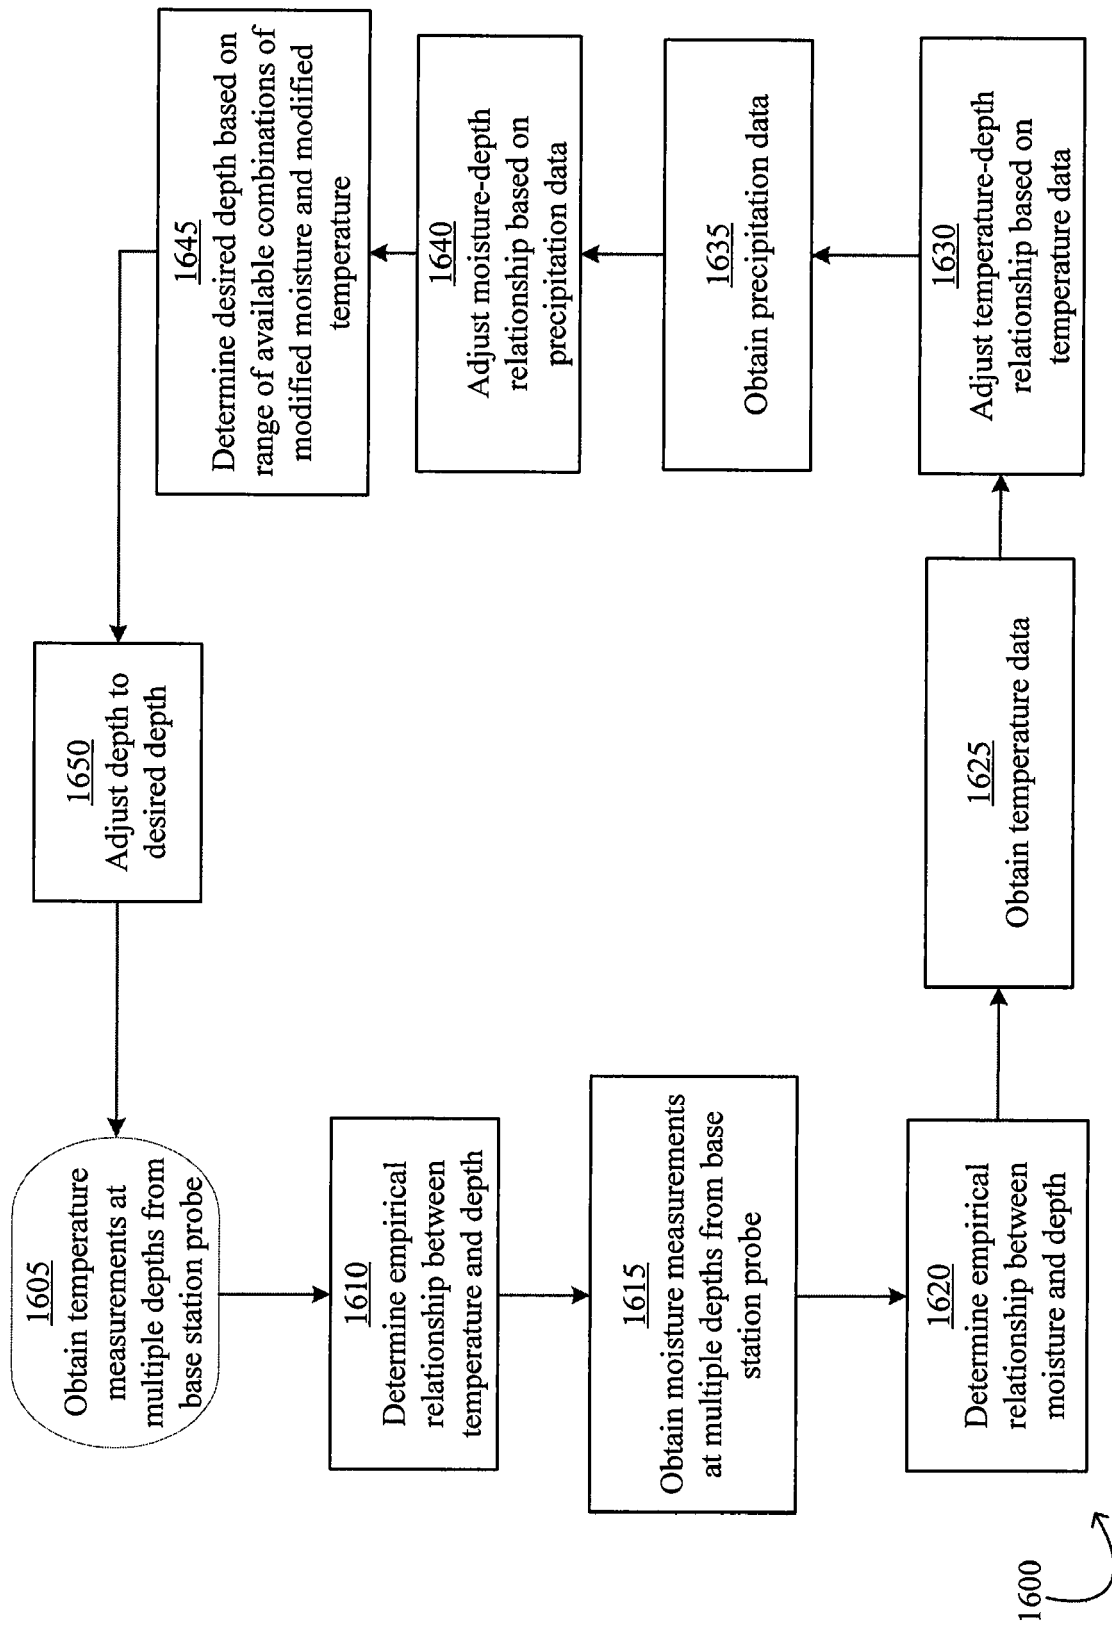 1605
Obtain temperature
measurements at
multiple depths from
base station probe
1610
Determine empirical
relationship between
temperature and depth
1615
Obtain moisture measurements
at multiple depths from base
station probe
1620
Determine empirical
relationship between
moisture and depth
1625
Obtain temperature data
1630
Adjust temperature-depth
relationship based on
temperature data
1635
Obtain precipitation data
1640
Adjust moisture-depth
relationship based on
precipitation data
1645
Determine desired depth based on
range of available combinations of
modified moisture and modified
temperature
1650
Adjust depth to
desired depth
1600